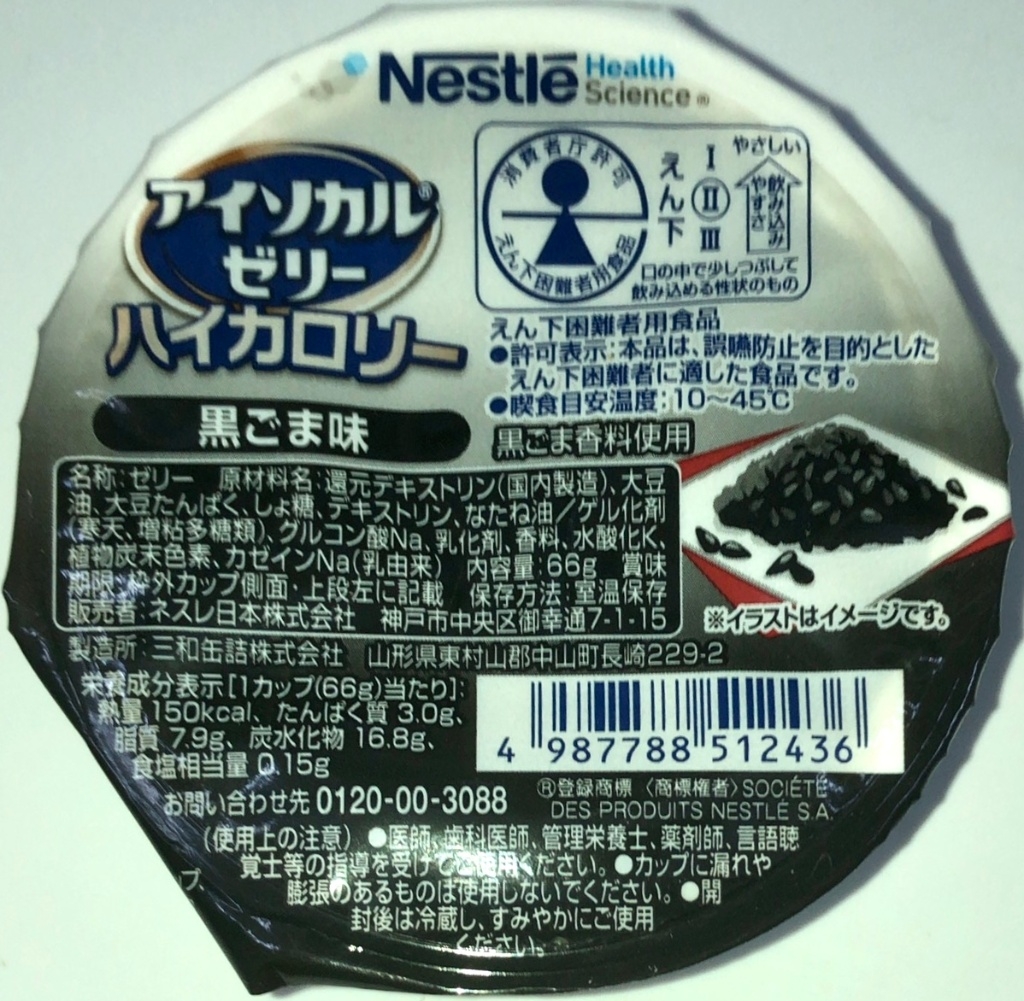 Nestlé Health Science®
アイソカル®
ゼリー
ハイカロリー
黒ごま味
消費者庁許可
えん下困難者用食品
えん下
I
II
III
やさしい
飲み込み
やすさ
口の中で少しつぶして
飲み込める性状のもの
えん下困難者用食品
●許可表示:本品は、誤嚥防止を目的とした
えん下困難者に適した食品です。
●喫食目安温度:10〜45℃
黒ごま香料使用
名称:ゼリー 原材料名:還元デキストリン(国内製造)、大豆
油、大豆たんぱく、しょ糖、デキストリン、なたね油/ゲル化剤
(寒天、増粘多糖類)、グルコン酸Na、乳化剤、香料、水酸化K、
植物炭末色素、カゼインNa(乳由来) 内容量:66g 賞味
期限:枠外カップ側面・上段左に記載 保存方法:室温保存
販売者:ネスレ日本株式会社 神戸市中央区御幸通7-1-15
※イラストはイメージです。
製造所:三和缶詰株式会社 山形県東村山郡中山町長崎229-2
栄養成分表示[1カップ(66g)当たり]:
熱量 150kcal、たんぱく質 3.0g、
脂質 7.9g、炭水化物 16.8g、
食塩相当量 0.15g
4 987788 512436
お問い合わせ先 0120-00-3088
®登録商標 〈商標権者〉SOCIÉTÉ
DES PRODUITS NESTLÉ S.A.
(使用上の注意) ●医師、歯科医師、管理栄養士、薬剤師、言語聴
覚士等の指導を受けてご使用ください。●カップに漏れや
膨張のあるものは使用しないでください。●開
封後は冷蔵し、すみやかにご使用
ください。